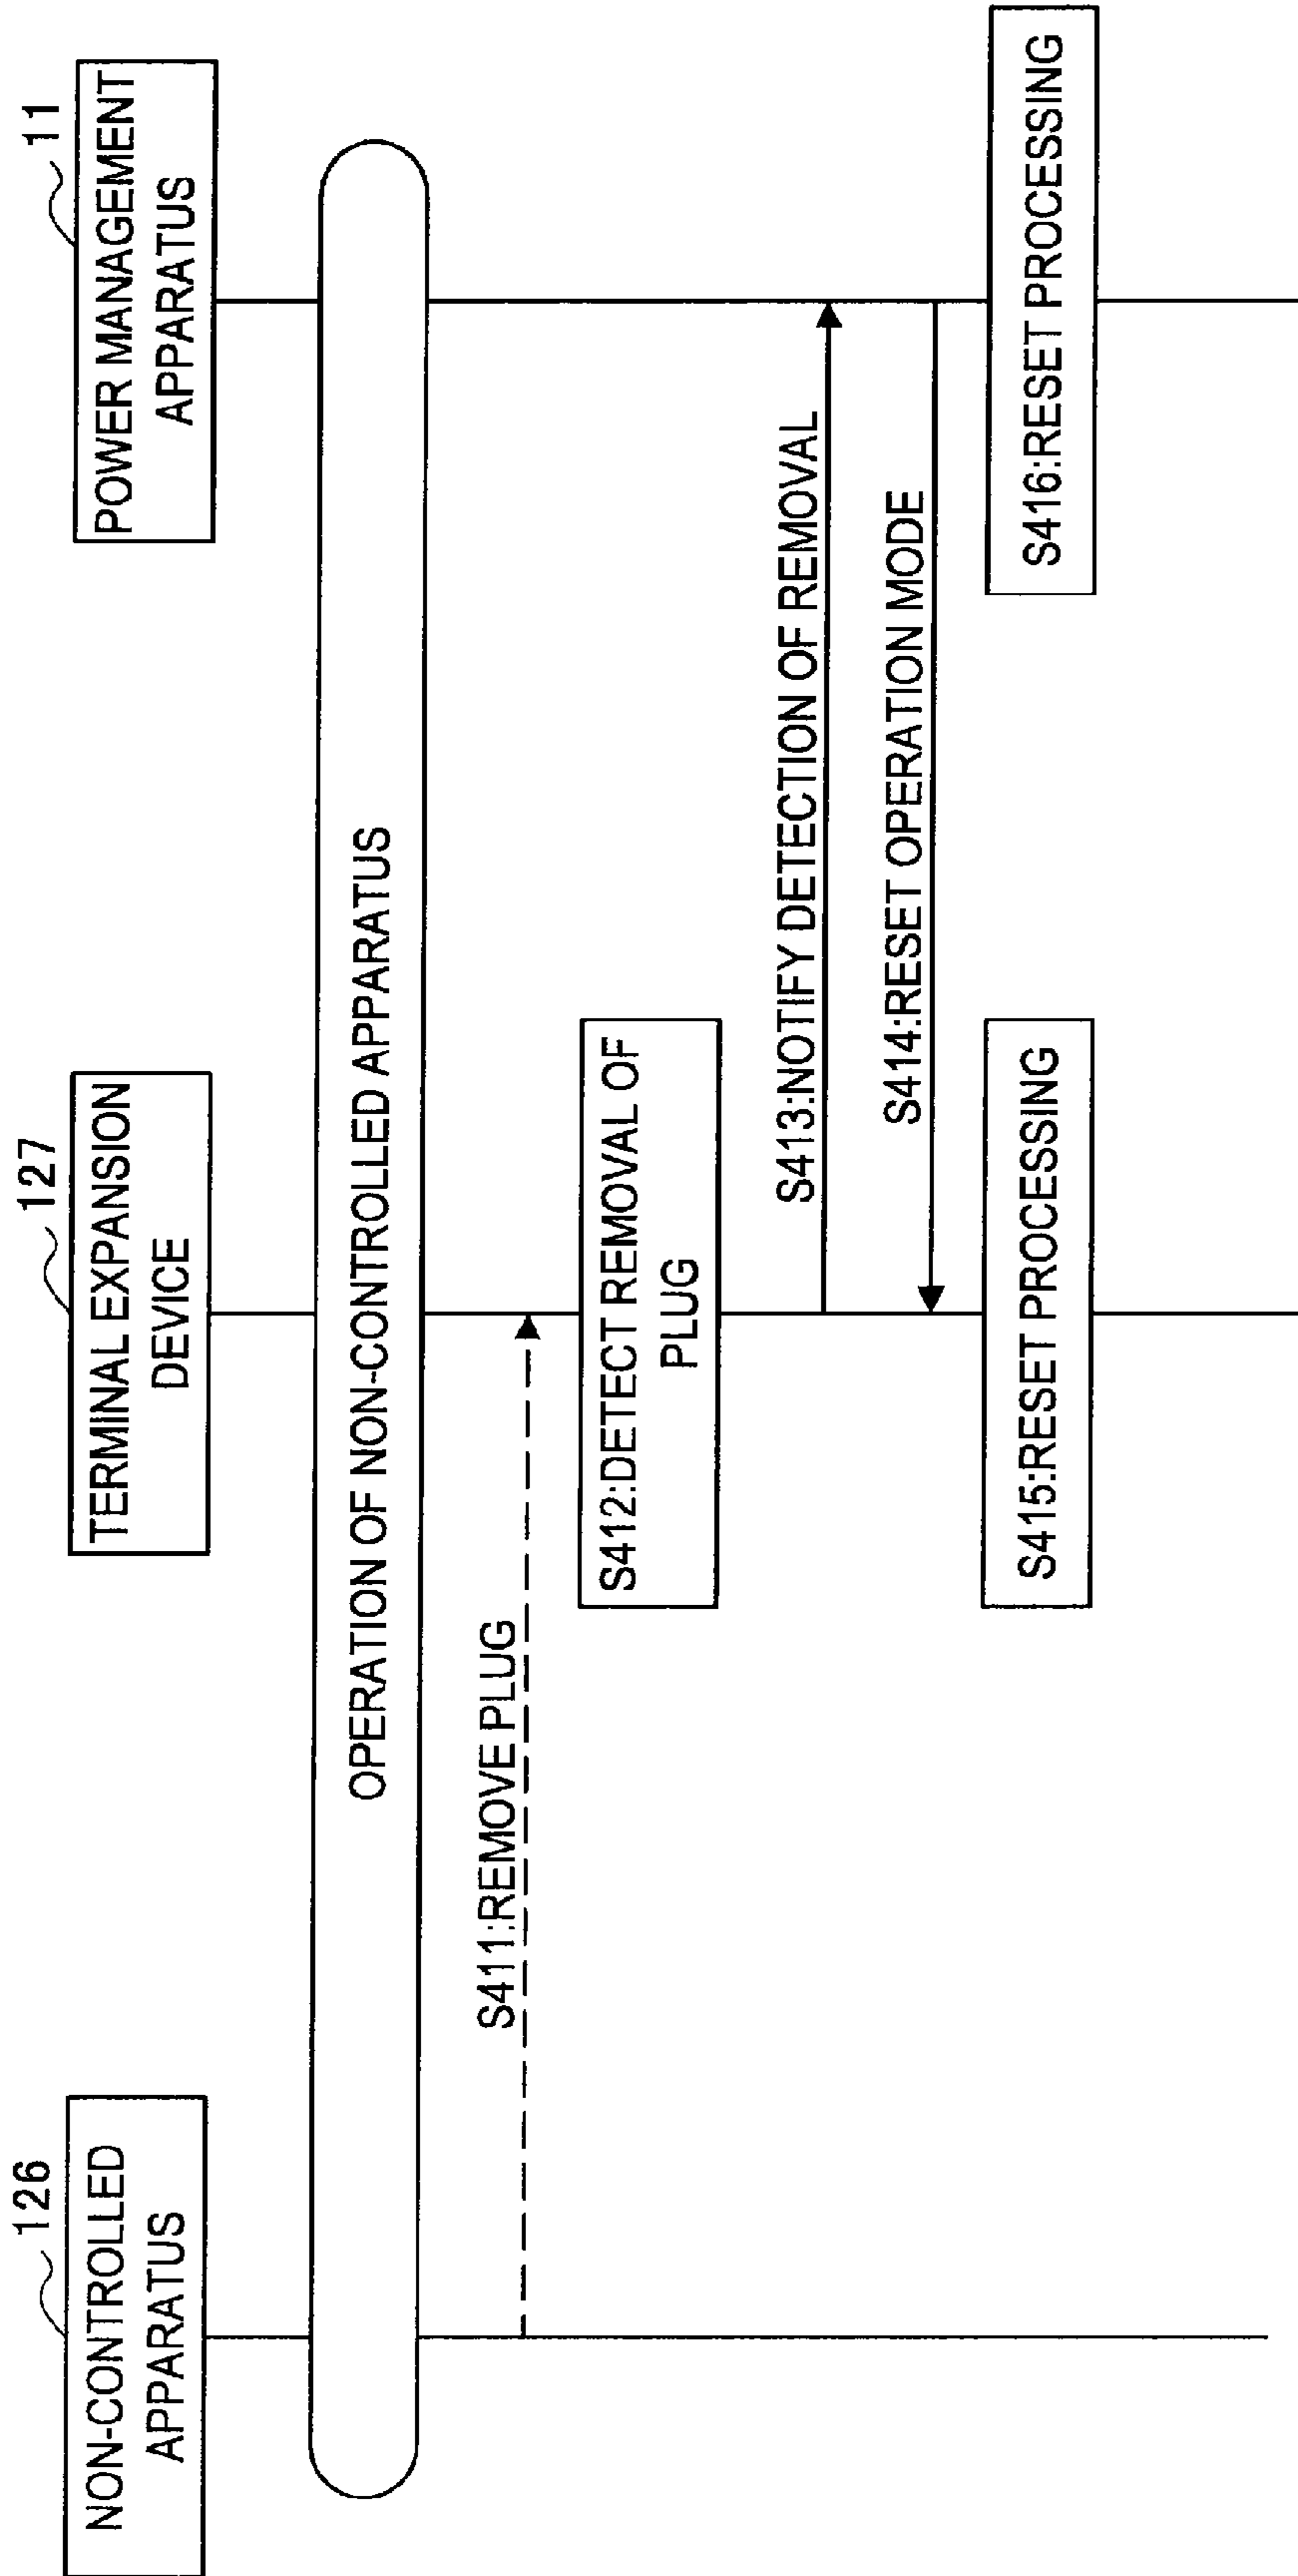 126
NON-CONTROLLED
APPARATUS
127
TERMINAL EXPANSION
DEVICE
11
POWER MANAGEMENT
APPARATUS
OPERATION OF NON-CONTROLLED APPARATUS
S411:REMOVE PLUG
S412:DETECT REMOVAL OF
PLUG
S413:NOTIFY DETECTION OF REMOVAL
S414:RESET OPERATION MODE
S415:RESET PROCESSING
S416:RESET PROCESSING